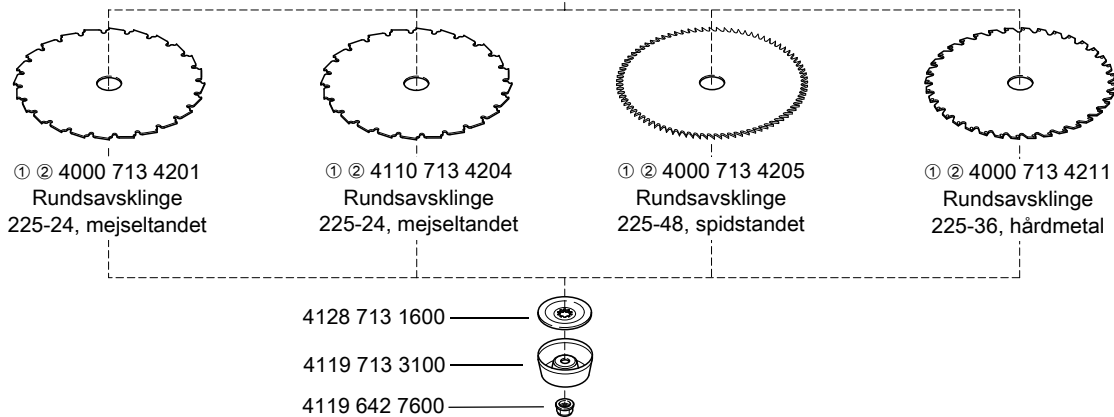 ① ② 4000 713 4201
Rundsavsklinge
225-24, mejseltandet
① ② 4110 713 4204
Rundsavsklinge
225-24, mejseltandet
① ② 4000 713 4205
Rundsavsklinge
225-48, spidstandet
① ② 4000 713 4211
Rundsavsklinge
225-36, hårdmetal
4128 713 1600
4119 713 3100
4119 642 7600